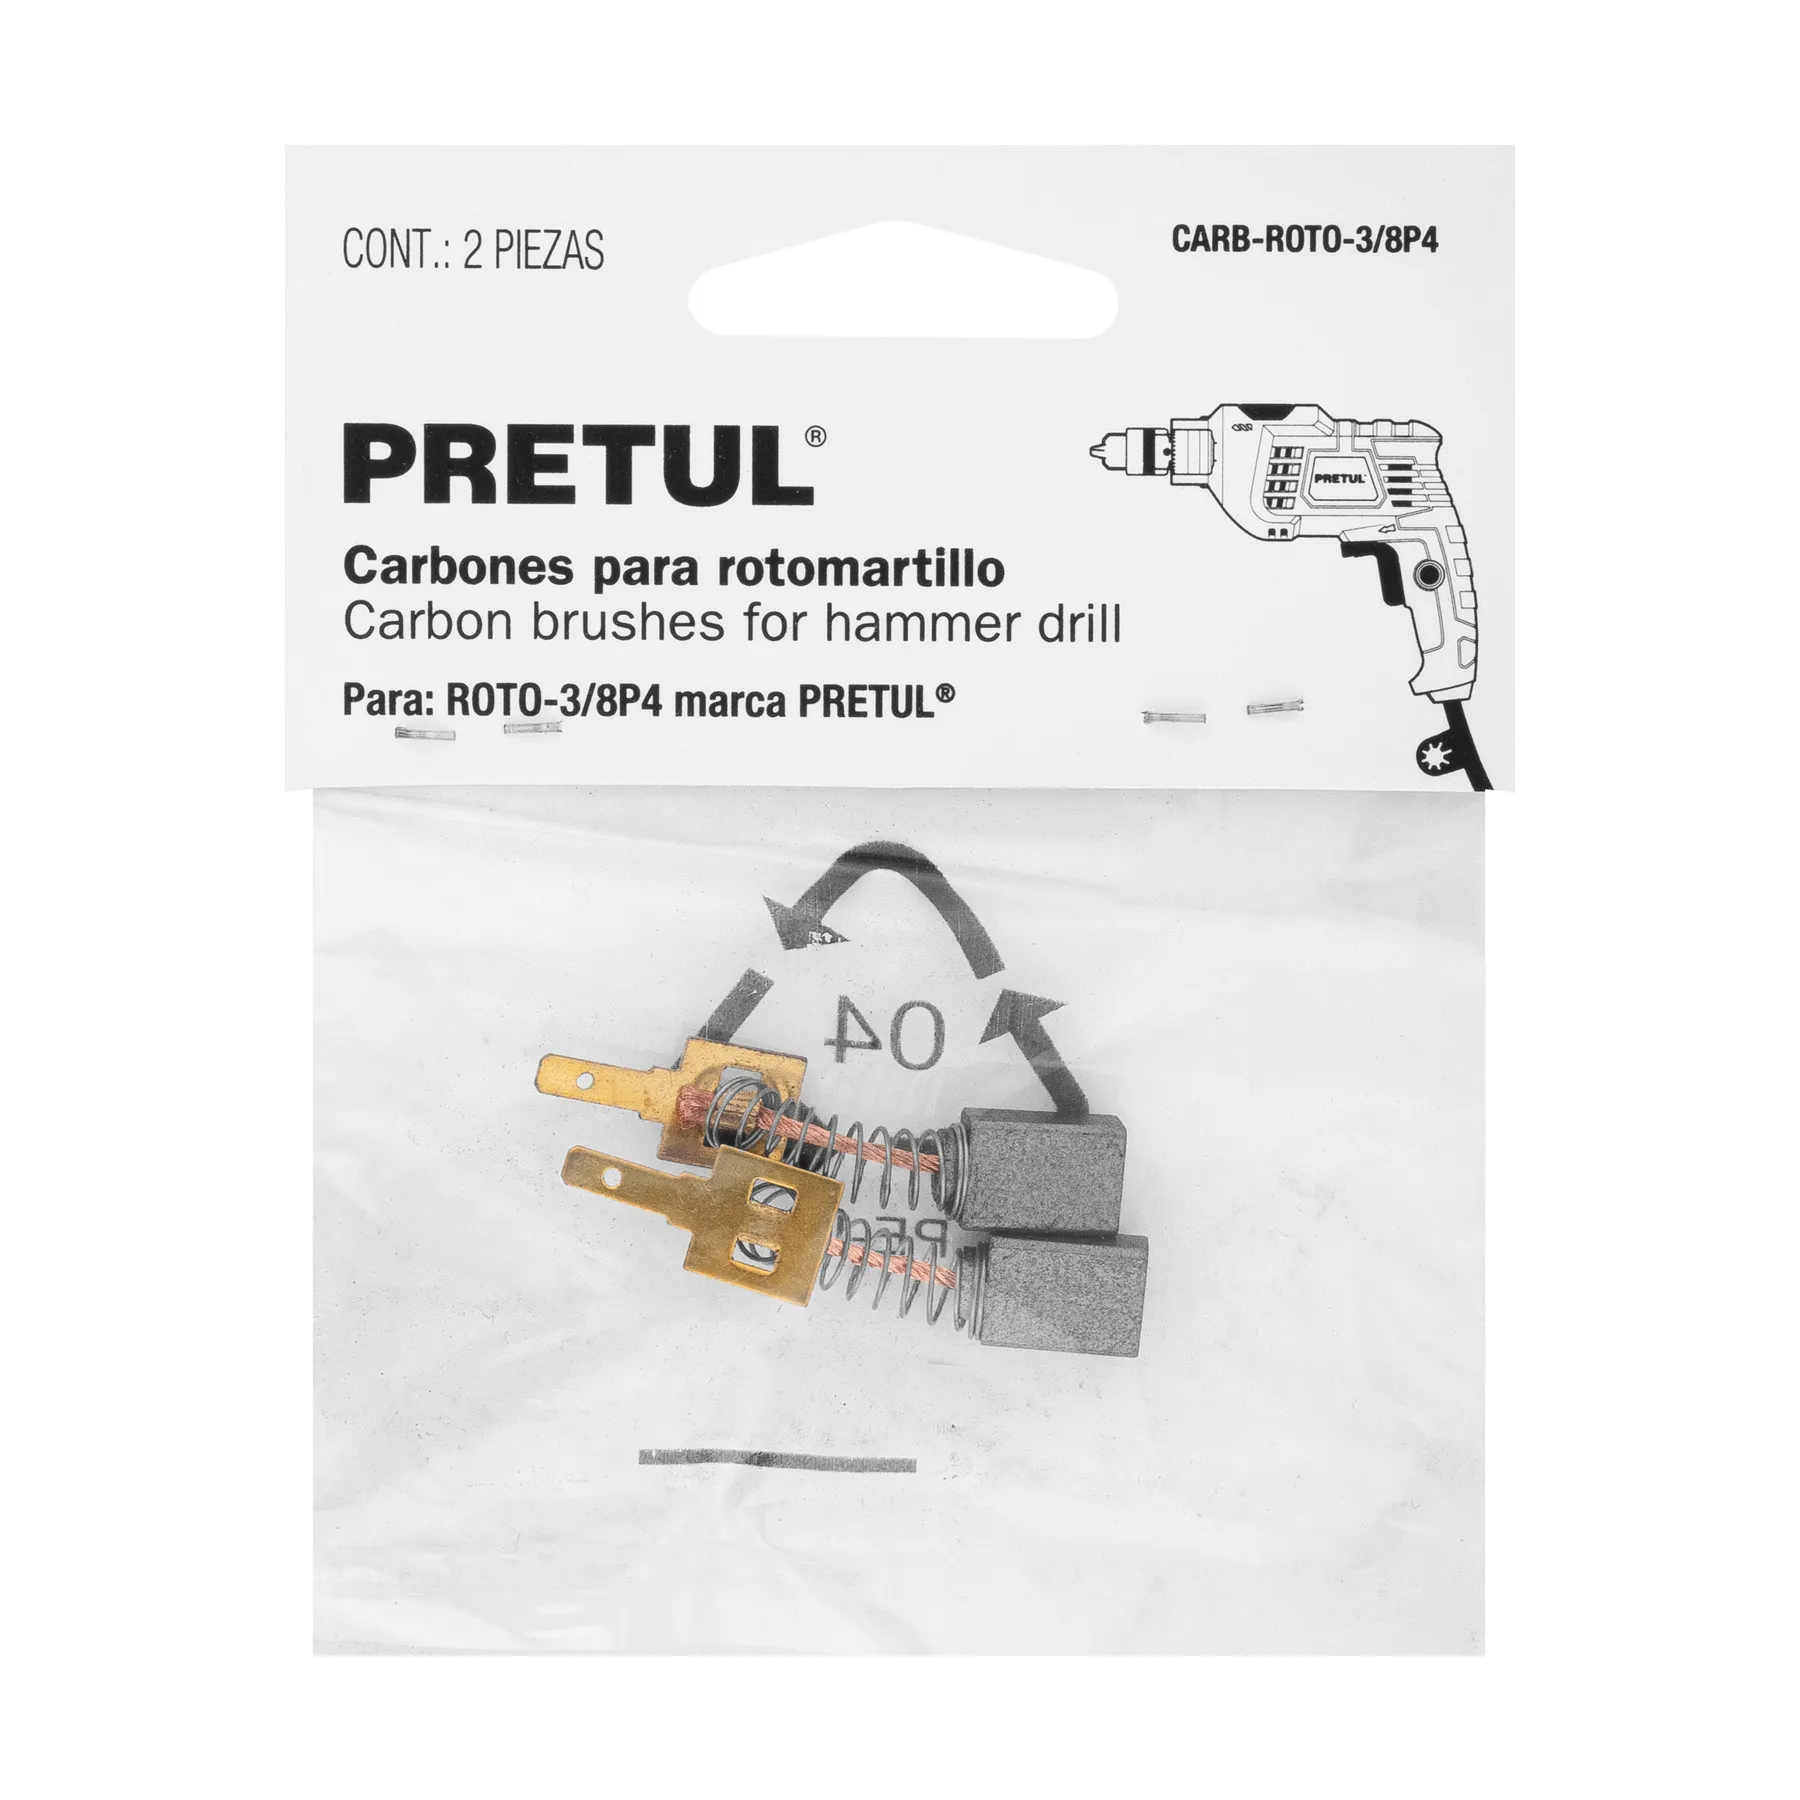 CONT.: 2 PIEZAS
CARB-ROTO-3/8P4
PRETUL®
PRETUL®
Carbones para rotomartillo
Carbon brushes for hammer drill
Para: ROTO-3/8P4 marca PRETUL®
04